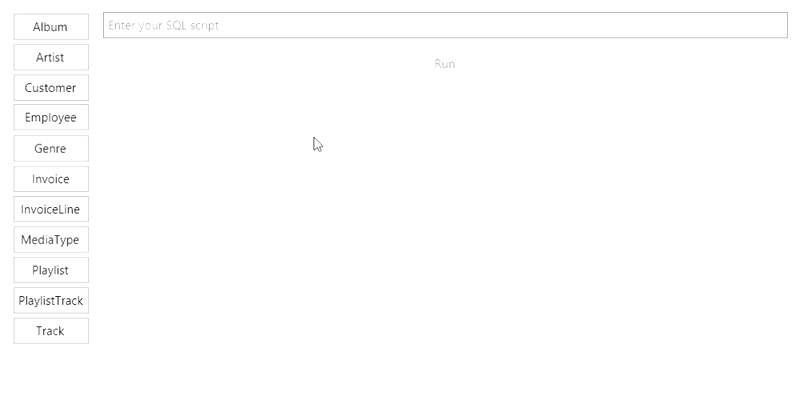 Album
Artist
Customer
Employee
Genre
Invoice
InvoiceLine
MediaType
Playlist
PlaylistTrack
Track
Enter your SQL script
Run